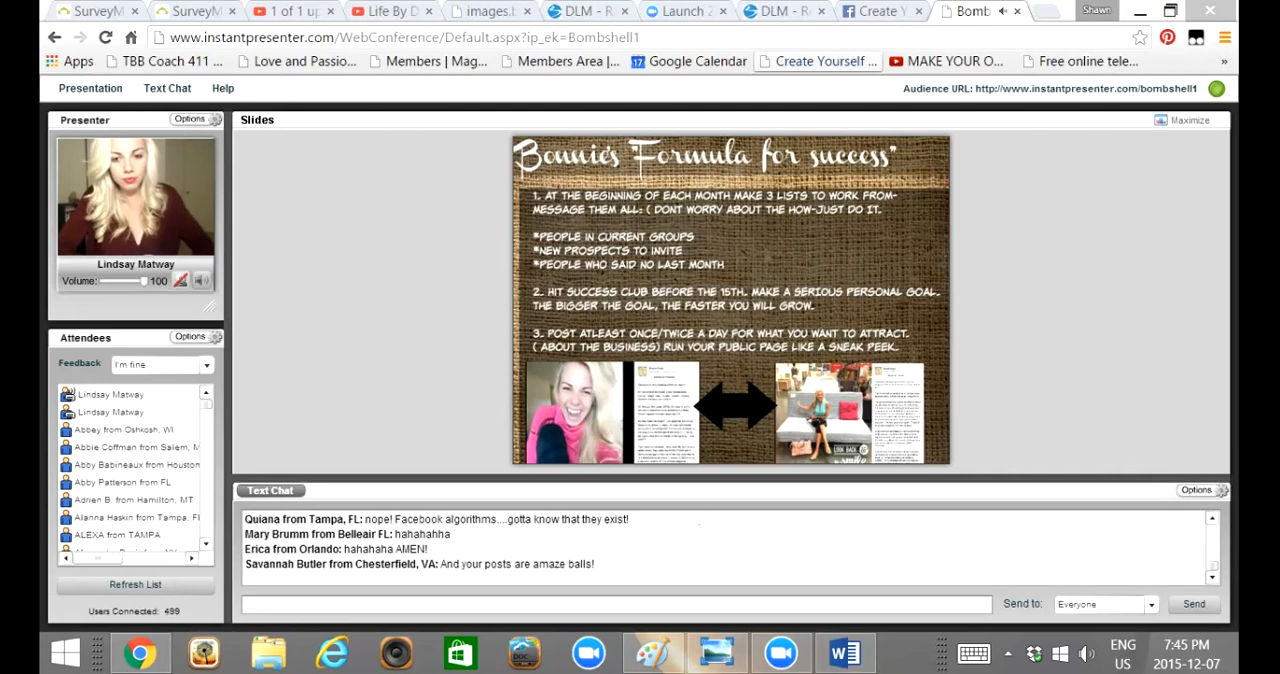 SurveyM
SurveyM
1 of 1 up
Life By D
images.b
DLM - R
Launch 2
DLM - R
Create Y
Bomb
Shawn
www.instantpresenter.com/WebConference/Default.aspx?ip_ek=Bombshell1
Apps
TBB Coach 411 ...
Love and Passio...
Members | Mag...
Members Area |...
17
Google Calendar
Create Yourself ...
MAKE YOUR O...
Free online tele...
»
Presentation
Text Chat
Help
Audience URL: http://www.instantpresenter.com/bombshell1
Presenter
Options
Lindsay Matway
Volume:
100
Attendees
Options
Feedback
I'm fine
Lindsay Matway
Lindsay Matway
Abbey from Oshkosh, WI
Abbie Coffman from Salem,
Abby Babineaux from Houston
Abby Patterson from FL
Adrien B. from Hamilton, MT
Alanna Haskin from Tampa, FL
ALEXA from TAMPA
Refresh List
Users Connected: 499
Slides
Maximize
Bonnie's "Formula for success"
1. AT THE BEGINNING OF EACH MONTH MAKE 3 LISTS TO WORK FROM-
MESSAGE THEM ALL: ( DONT WORRY ABOUT THE HOW-JUST DO IT.
*PEOPLE IN CURRENT GROUPS
*NEW PROSPECTS TO INVITE
*PEOPLE WHO SAID NO LAST MONTH
2. HIT SUCCESS CLUB BEFORE THE 15TH. MAKE A SERIOUS PERSONAL GOAL.
THE BIGGER THE GOAL, THE FASTER YOU WILL GROW.
3. POST ATLEAST ONCE/TWICE A DAY FOR WHAT YOU WANT TO ATTRACT.
( ABOUT THE BUSINESS) RUN YOUR PUBLIC PAGE LIKE A SNEAK PEEK.
LOOK BACK &
smile
Text Chat
Options
Quiana from Tampa, FL: nope! Facebook algorithms....gotta know that they exist!
Mary Brumm from Belleair FL: hahahahha
Erica from Orlando: hahahaha AMEN!
Savannah Butler from Chesterfield, VA: And your posts are amaze balls!
Send to:
Everyone
Send
ENG
US
7:45 PM
2015-12-07